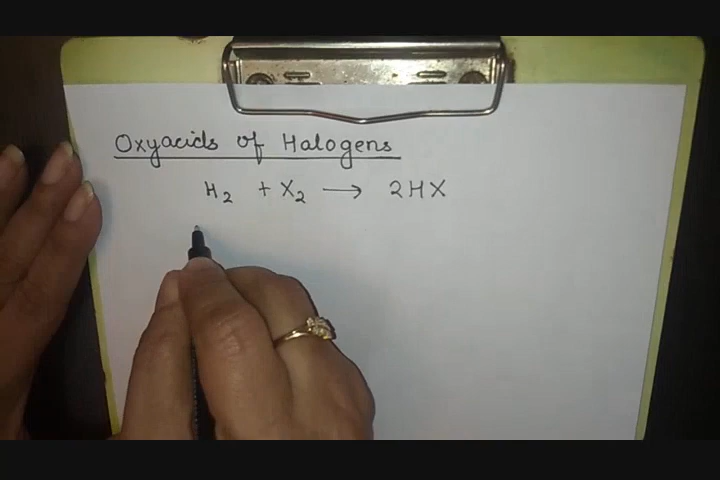 Oxyacids of Halogens
H₂ + X₂ ⟶ 2HX